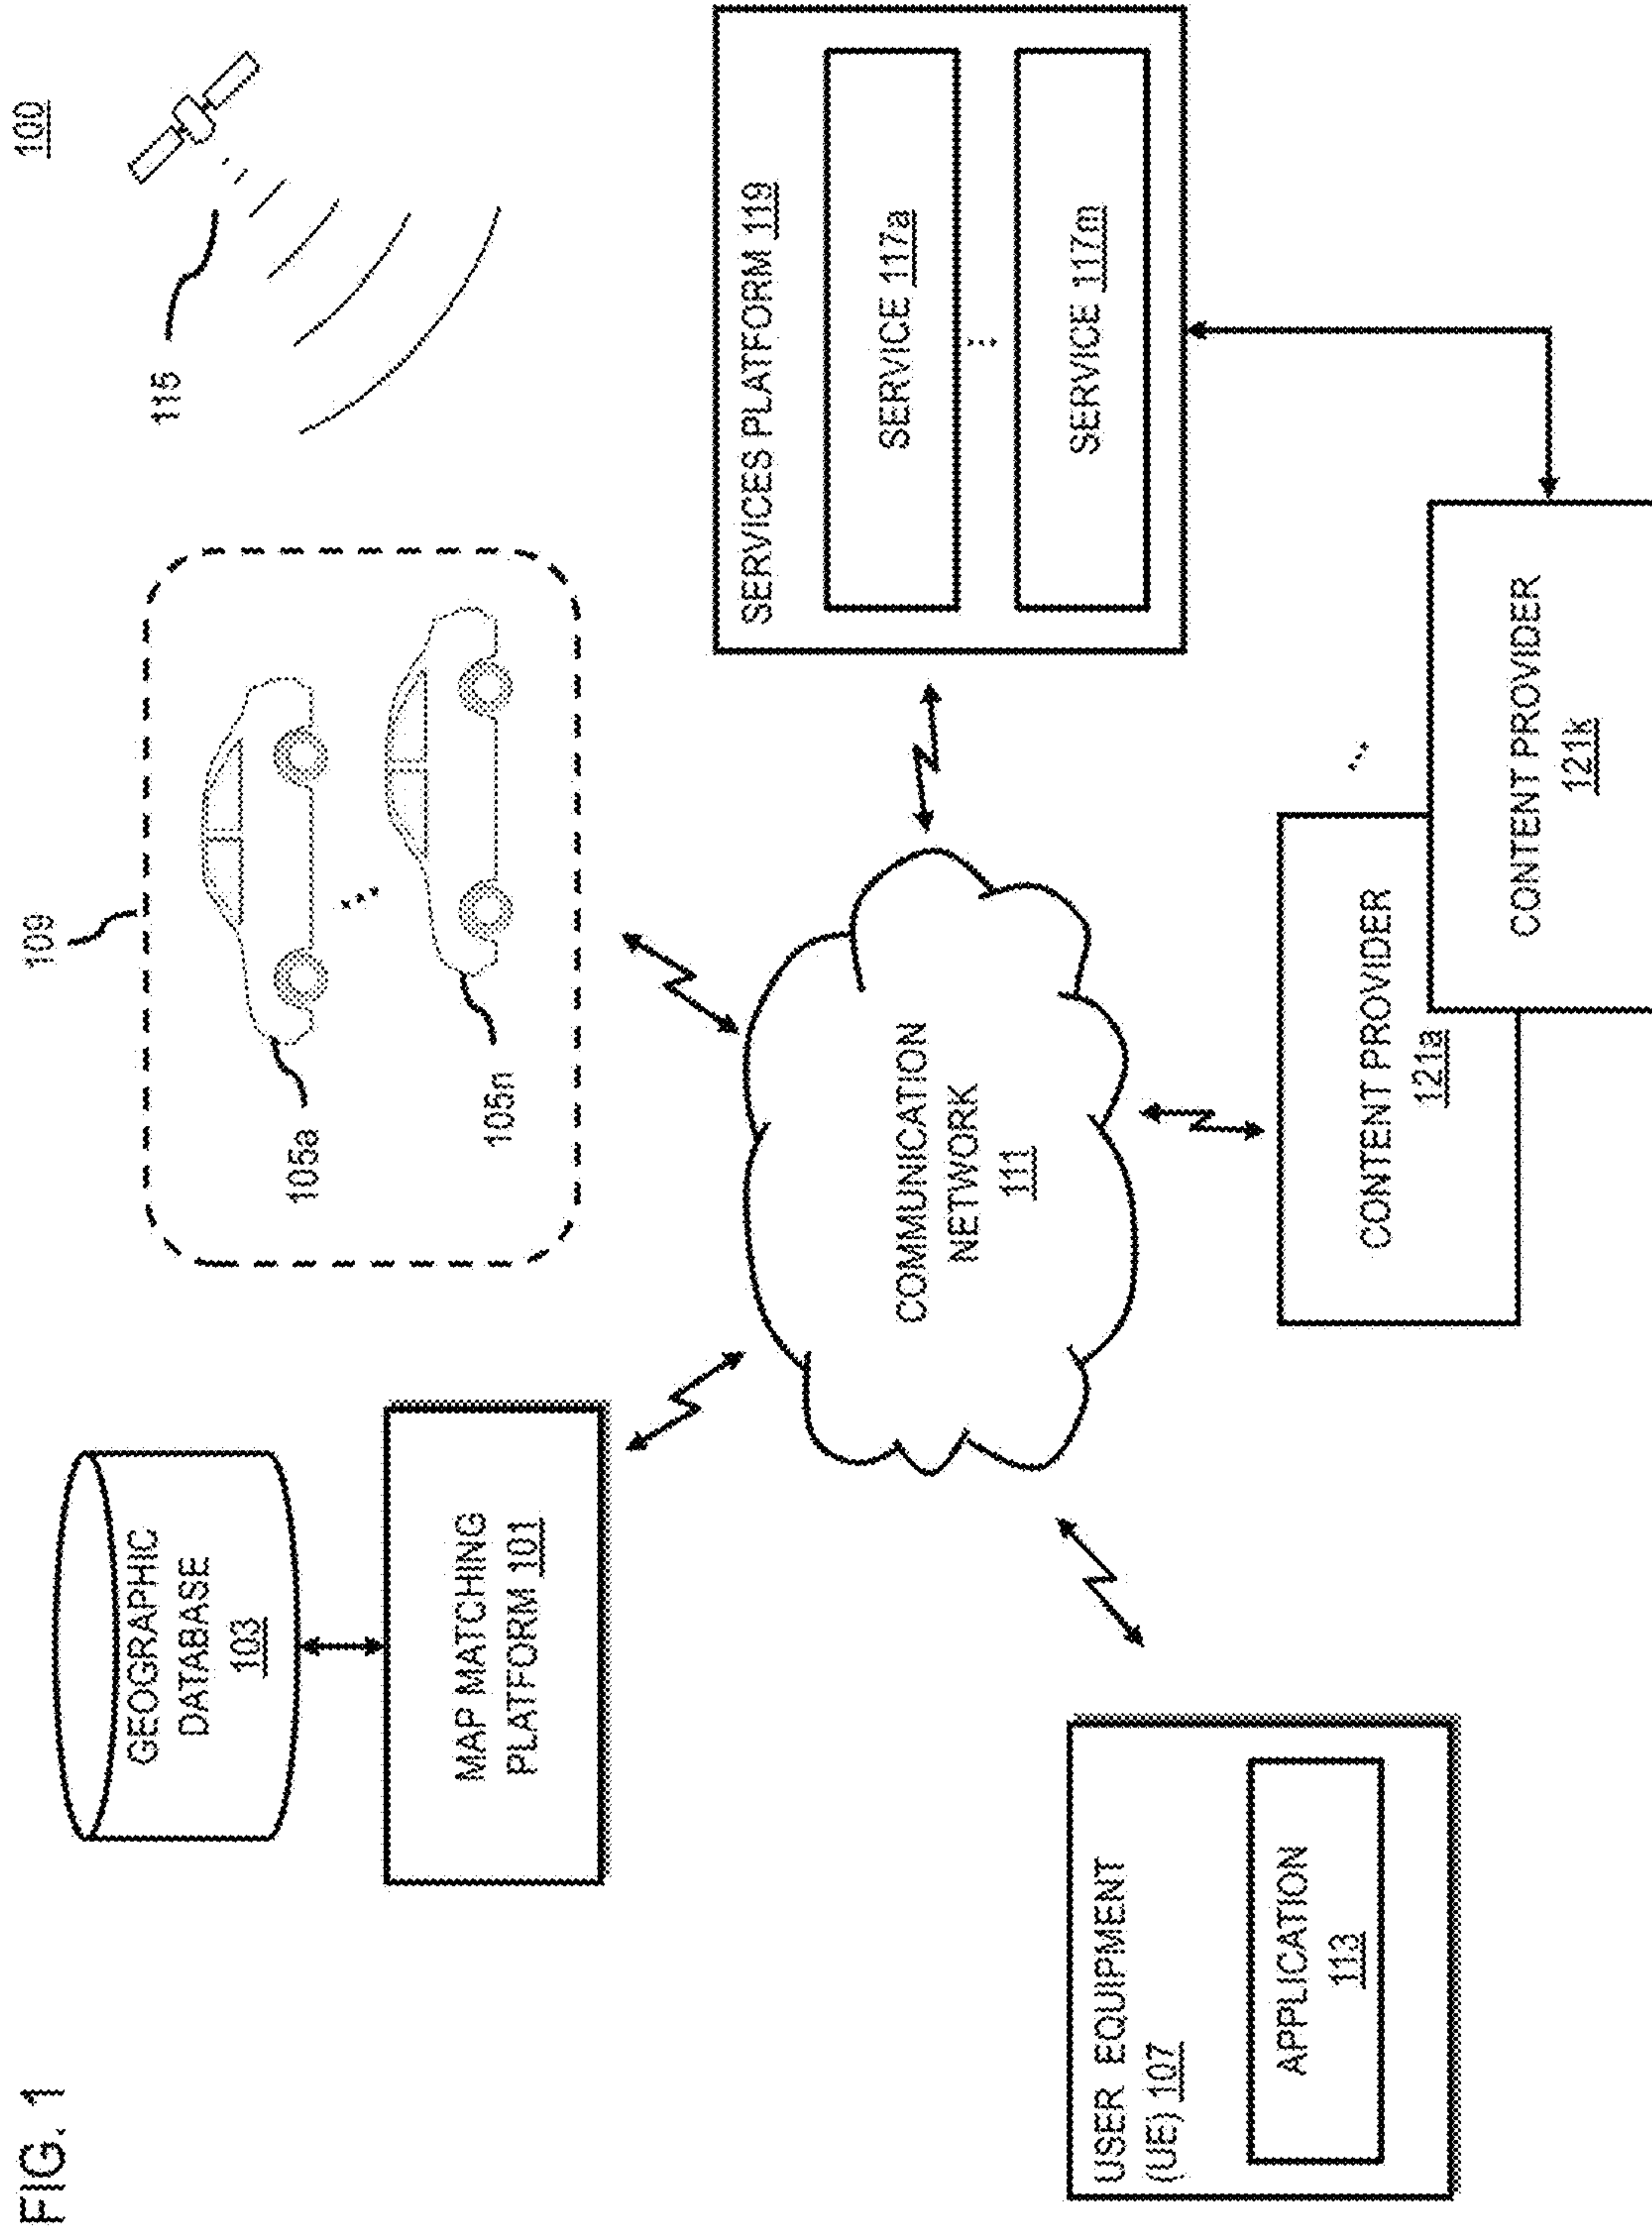 FIG. 1
100
GEOGRAPHIC
DATABASE
103
109
105a
105n
115
MAP MATCHING
PLATFORM 101
SERVICES PLATFORM 119
SERVICE 117a
SERVICE 117m
COMMUNICATION
NETWORK
111
USER EQUIPMENT
(UE) 107
APPLICATION
113
CONTENT PROVIDER
121a
CONTENT PROVIDER
121k